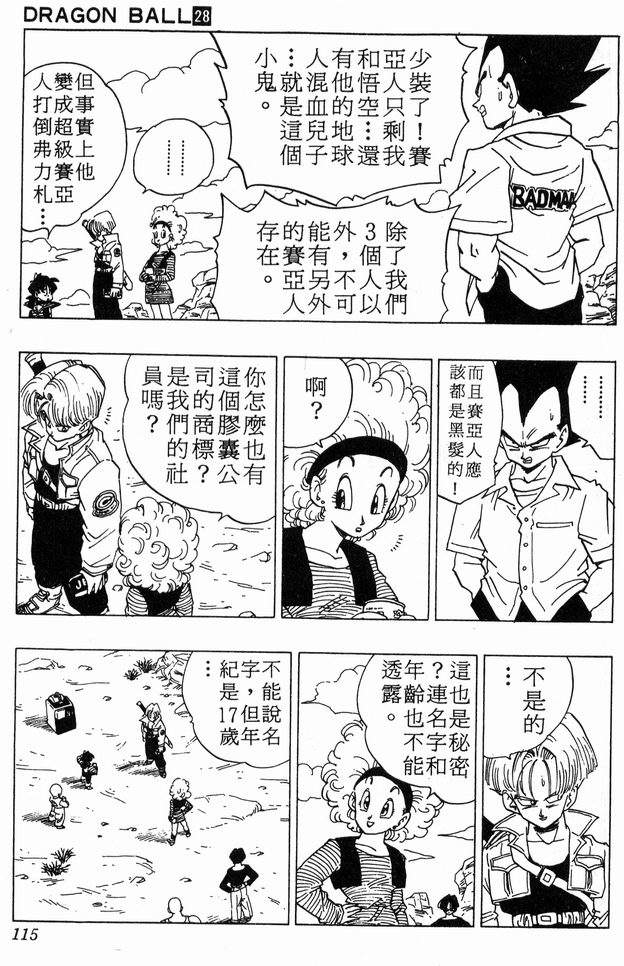 DRAGON BALL 28
少裝了！賽
亞人只剩我
和悟空…還
有他的地球
人混血兒子
…就是這個
小鬼。
BADMAN
除了我們
3個人以
外，不可
能有另外
的賽亞人
存在。
……
但事實上他
變成超級賽亞
人打倒弗力札
…
……
而且賽亞人應
該都是黑髮的！
啊？
你怎麼也有
這個膠囊公
司的商標？
是我們的社
員嗎？
不是的
…
這也是秘密
？連名字和
年齡也不能
透露。
不能說名
字，但年
紀是17歲
…
115